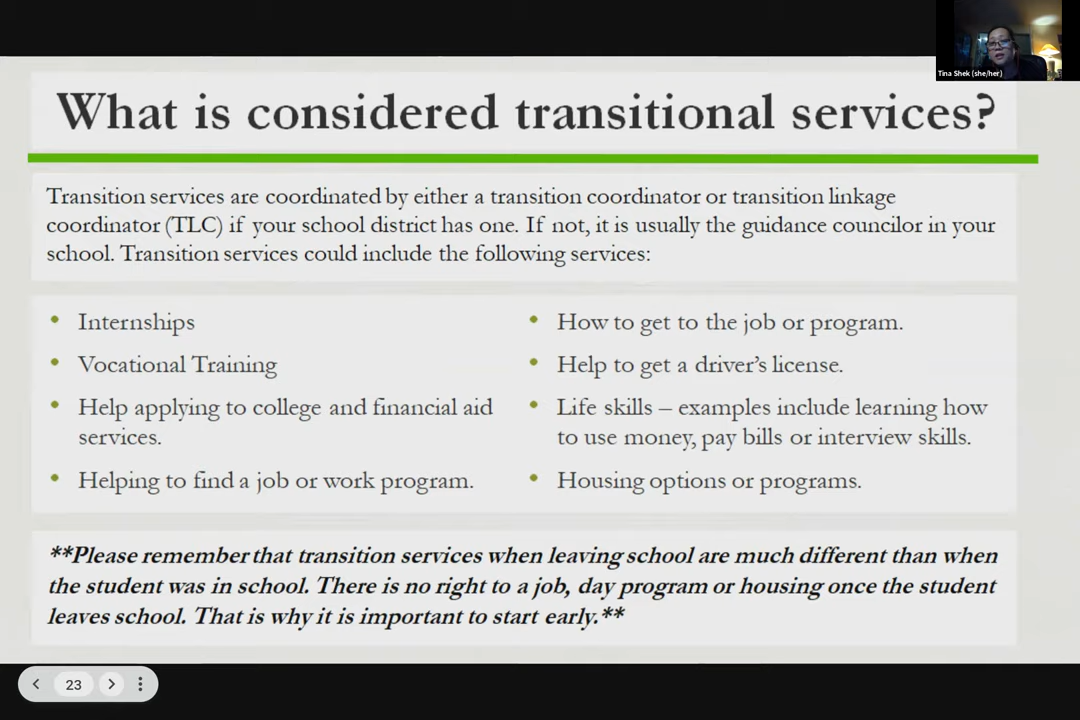 Tina Shek (she/her)
What is considered transitional services?
Transition services are coordinated by either a transition coordinator or transition linkage
coordinator (TLC) if your school district has one. If not, it is usually the guidance councilor in your
school. Transition services could include the following services:
• Internships
• Vocational Training
• Help applying to college and financial aid
services.
• Helping to find a job or work program.
• How to get to the job or program.
• Help to get a driver’s license.
• Life skills – examples include learning how
to use money, pay bills or interview skills.
• Housing options or programs.
**Please remember that transition services when leaving school are much different than when
the student was in school. There is no right to a job, day program or housing once the student
leaves school. That is why it is important to start early.**
23